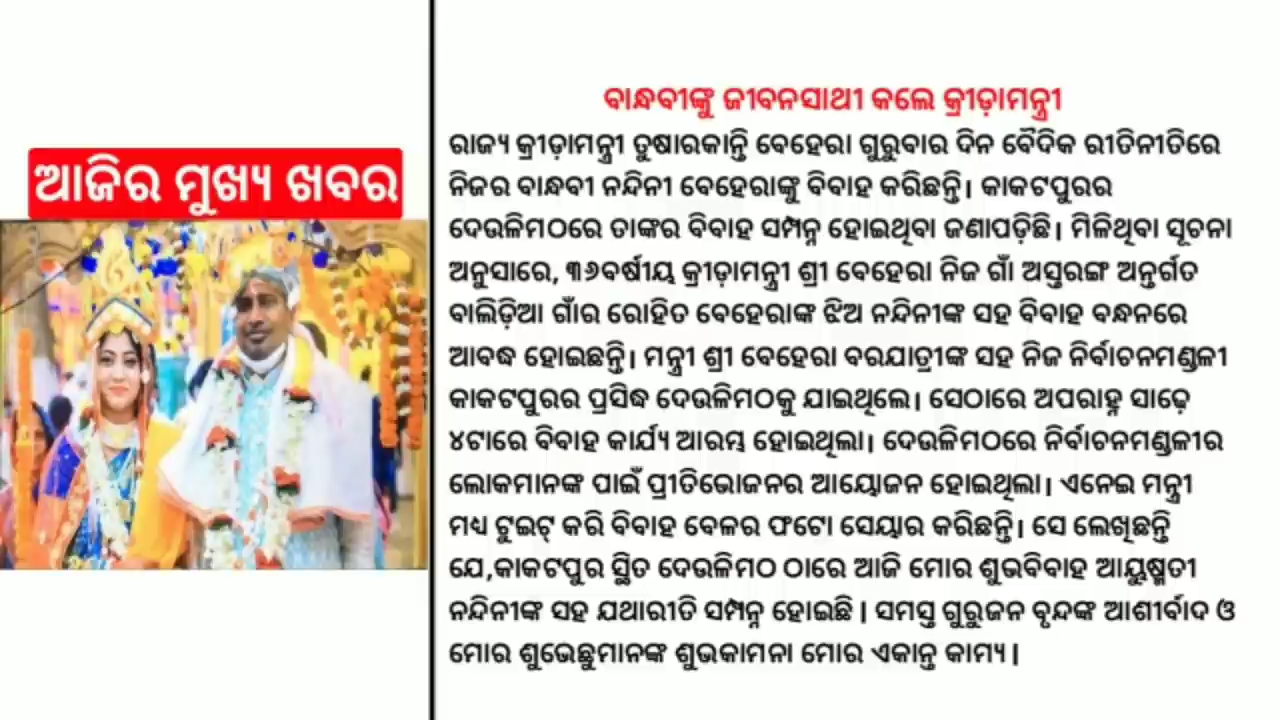 ଆଜିର ମୁଖ୍ୟ ଖବର
ବାନ୍ଧବୀଙ୍କୁ ଜୀବନସାଥୀ କଲେ କ୍ରୀଡ଼ାମନ୍ତ୍ରୀ
ରାଜ୍ୟ କ୍ରୀଡ଼ାମନ୍ତ୍ରୀ ତୁଷାରକାନ୍ତି ବେହେରା ଗୁରୁବାର ଦିନ ବୈଦିକ ରୀତିନୀତିରେ
ନିଜର ବାନ୍ଧବୀ ନନ୍ଦିନୀ ବେହେରାଙ୍କୁ ବିବାହ କରିଛନ୍ତି। କାକଟପୁରର
ଦେଉଳିମଠରେ ତାଙ୍କର ବିବାହ ସମ୍ପନ୍ନ ହୋଇଥିବା ଜଣାପଡ଼ିଛି। ମିଳିଥିବା ସୂଚନା
ଅନୁସାରେ, ୩୬ବର୍ଷୀୟ କ୍ରୀଡ଼ାମନ୍ତ୍ରୀ ଶ୍ରୀ ବେହେରା ନିଜ ଗାଁ ଅସ୍ତରଙ୍ଗ ଅନ୍ତର୍ଗତ
ବାଲିଡ଼ିଆ ଗାଁର ରୋହିତ ବେହେରାଙ୍କ ଝିଅ ନନ୍ଦିନୀଙ୍କ ସହ ବିବାହ ବନ୍ଧନରେ
ଆବଦ୍ଧ ହୋଇଛନ୍ତି। ମନ୍ତ୍ରୀ ଶ୍ରୀ ବେହେରା ବରଯାତ୍ରୀଙ୍କ ସହ ନିଜ ନିର୍ବାଚନମଣ୍ଡଳୀ
କାକଟପୁରର ପ୍ରସିଦ୍ଧ ଦେଉଳିମଠକୁ ଯାଇଥିଲେ। ସେଠାରେ ଅପରାହ୍ନ ସାଢ଼େ
୪ଟାରେ ବିବାହ କାର୍ଯ୍ୟ ଆରମ୍ଭ ହୋଇଥିଲା। ଦେଉଳିମଠରେ ନିର୍ବାଚନମଣ୍ଡଳୀର
ଲୋକମାନଙ୍କ ପାଇଁ ପ୍ରୀତିଭୋଜନର ଆୟୋଜନ ହୋଇଥିଲା। ଏନେଇ ମନ୍ତ୍ରୀ
ମଧ୍ୟ ଟୁଇଟ୍ କରି ବିବାହ ବେଳର ଫଟୋ ସେୟାର କରିଛନ୍ତି। ସେ ଲେଖିଛନ୍ତି
ଯେ,କାକଟପୁର ସ୍ଥିତ ଦେଉଳିମଠ ଠାରେ ଆଜି ମୋର ଶୁଭବିବାହ ଆୟୁଷ୍ମତୀ
ନନ୍ଦିନୀଙ୍କ ସହ ଯଥାରୀତି ସମ୍ପନ୍ନ ହୋଇଛି । ସମସ୍ତ ଗୁରୁଜନ ବୃନ୍ଦଙ୍କ ଆଶୀର୍ବାଦ ଓ
ମୋର ଶୁଭେଛୁମାନଙ୍କ ଶୁଭକାମନା ମୋର ଏକାନ୍ତ କାମ୍ୟ।